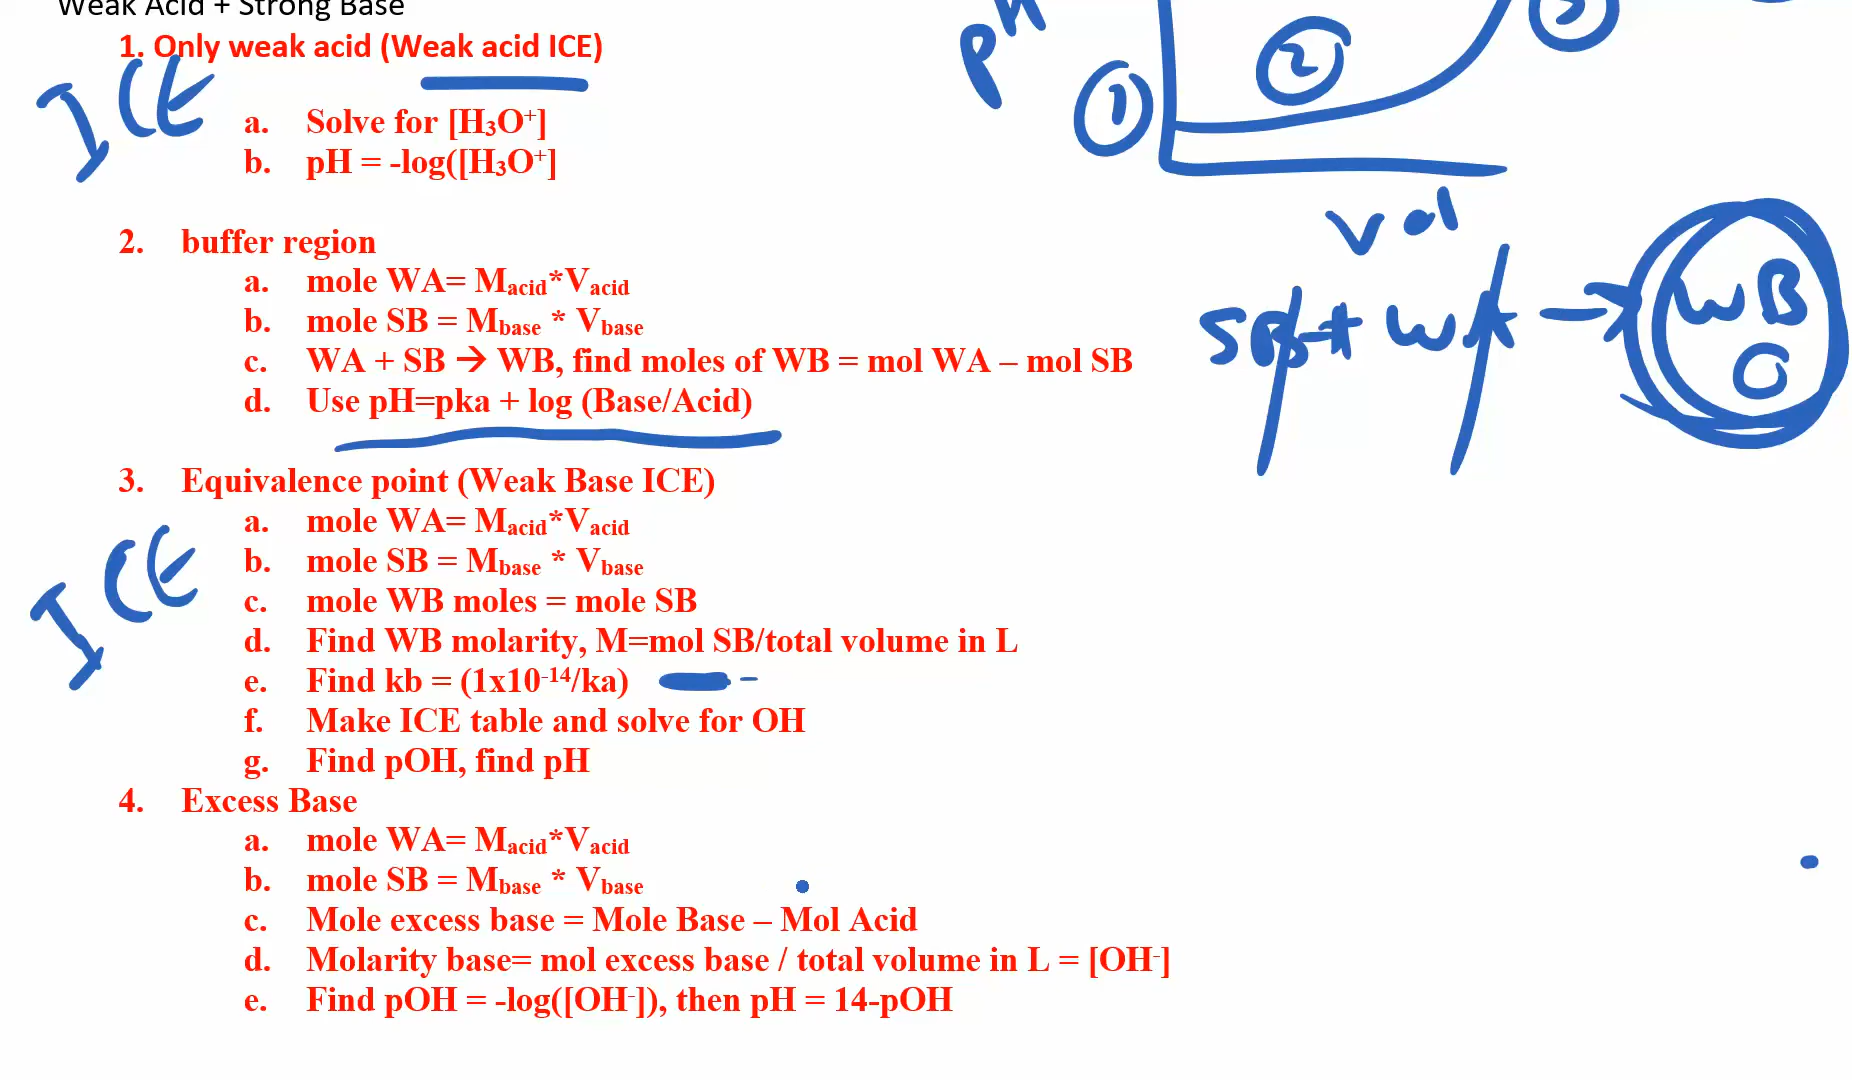 Weak Acid + Strong Base
1. Only weak acid (Weak acid ICE)
ICE
a. Solve for [H₃O⁺]
b. pH = -log([H₃O⁺]
pH
1
2
3
vol
2. buffer region
a. mole WA= Macid*Vacid
b. mole SB = Mbase * Vbase
c. WA + SB → WB, find moles of WB = mol WA – mol SB
d. Use pH=pka + log (Base/Acid)
SB + WA → WB
3. Equivalence point (Weak Base ICE)
ICE
a. mole WA= Macid*Vacid
b. mole SB = Mbase * Vbase
c. mole WB moles = mole SB
d. Find WB molarity, M=mol SB/total volume in L
e. Find kb = (1x10⁻¹⁴/ka)
f. Make ICE table and solve for OH
g. Find pOH, find pH
4. Excess Base
a. mole WA= Macid*Vacid
b. mole SB = Mbase * Vbase
c. Mole excess base = Mole Base – Mol Acid
d. Molarity base= mol excess base / total volume in L = [OH⁻]
e. Find pOH = -log([OH⁻]), then pH = 14-pOH